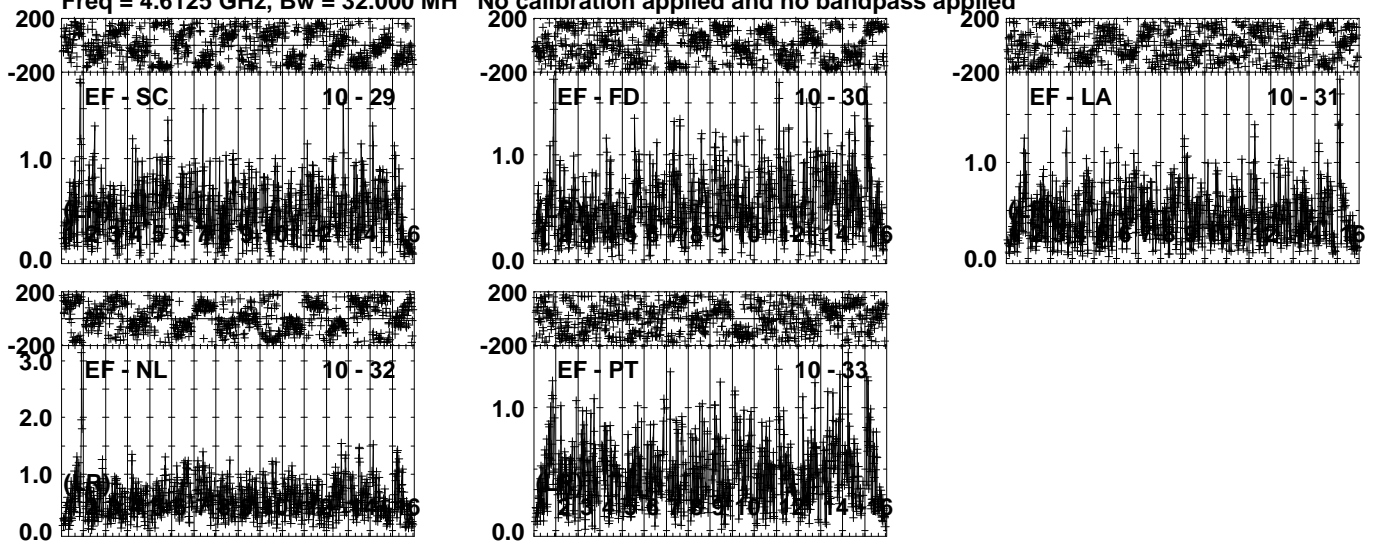 Freq = 4.6125 GHz, Bw = 32.000 MH No calibration applied and no bandpass applied
200 200 200
-200 -200 -200
EF - SC 10 - 29 EF - FD 10 - 30 EF - LA 10 - 31
1.0 1.0 1.0
0.0 0.0 0.0
200 200
-200 -200
3.0
EF - NL 10 - 32 EF - PT 10 - 33
2.0
1.0 1.0
0.0 0.0